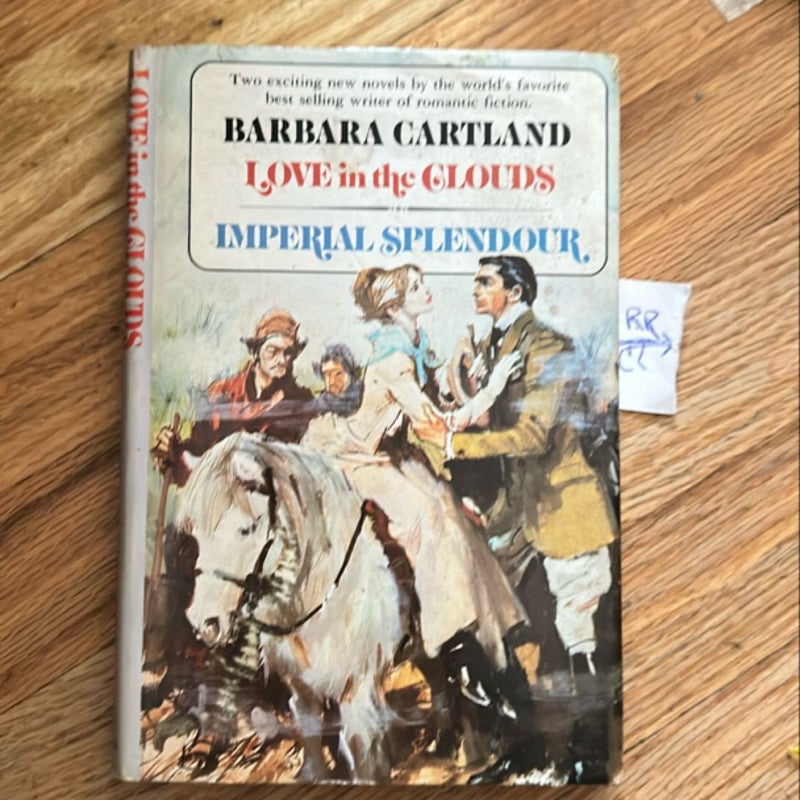 Two exciting new novels by the world's favorite
best selling writer of romantic fiction.
BARBARA CARTLAND
LOVE in the CLOUDS
IMPERIAL SPLENDOUR
LOVE in the CLOUDS